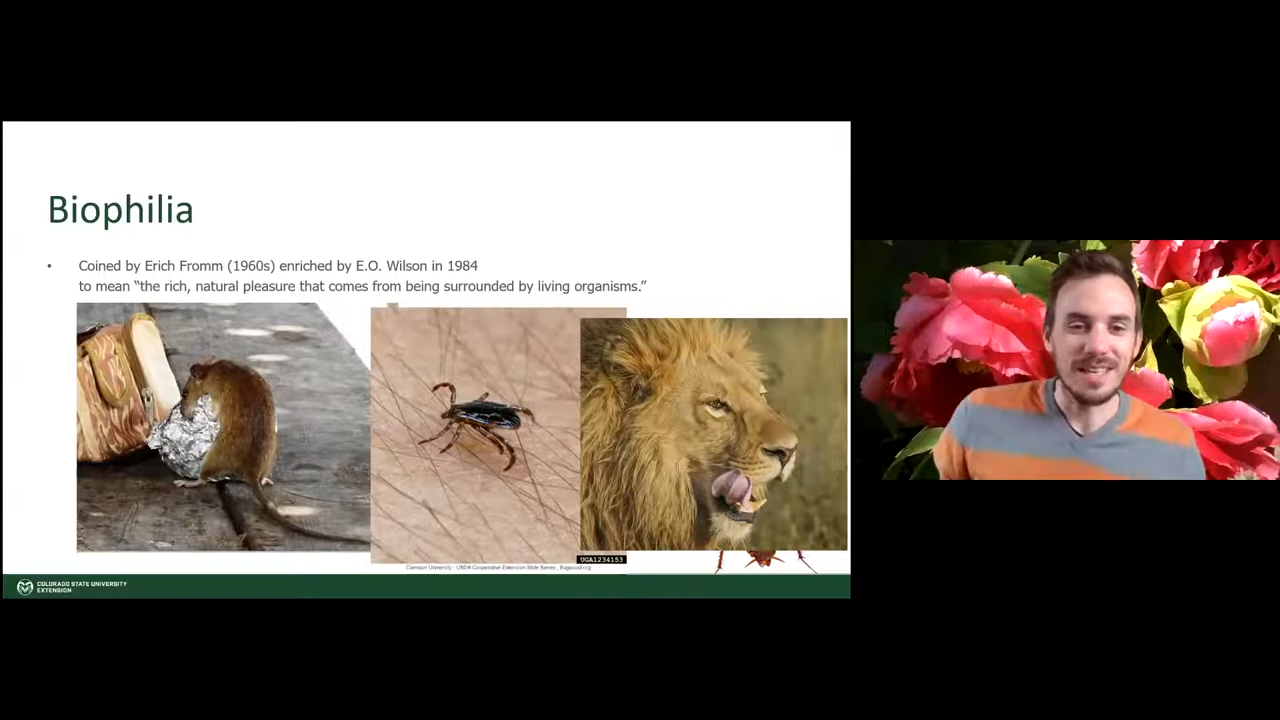 Biophilia
• Coined by Erich Fromm (1960s) enriched by E.O. Wilson in 1984
to mean “the rich, natural pleasure that comes from being surrounded by living organisms.”
UGA1234153
Clemson University - USDA Cooperative Extension Slide Series , Bugwood.org
COLORADO STATE UNIVERSITY
EXTENSION